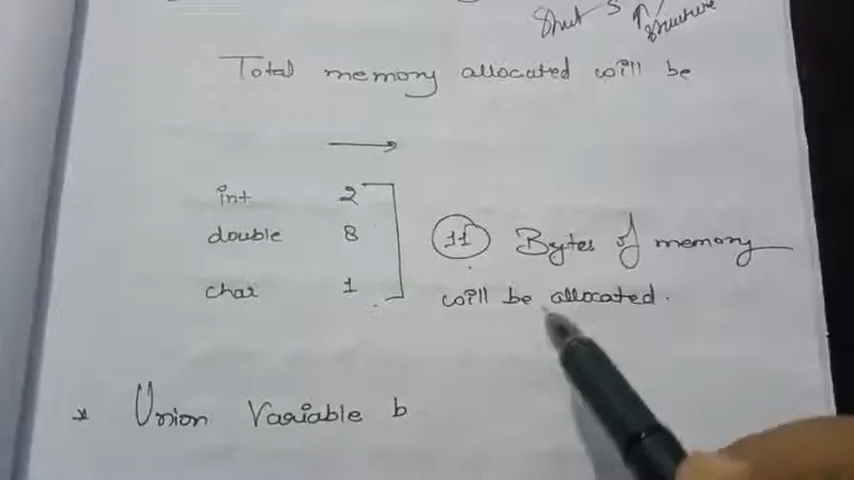 Struct
structure
Total memory allocated will be
int 2
double 8
char 1
11 Bytes of memory
will be allocated.
* Union Variable b